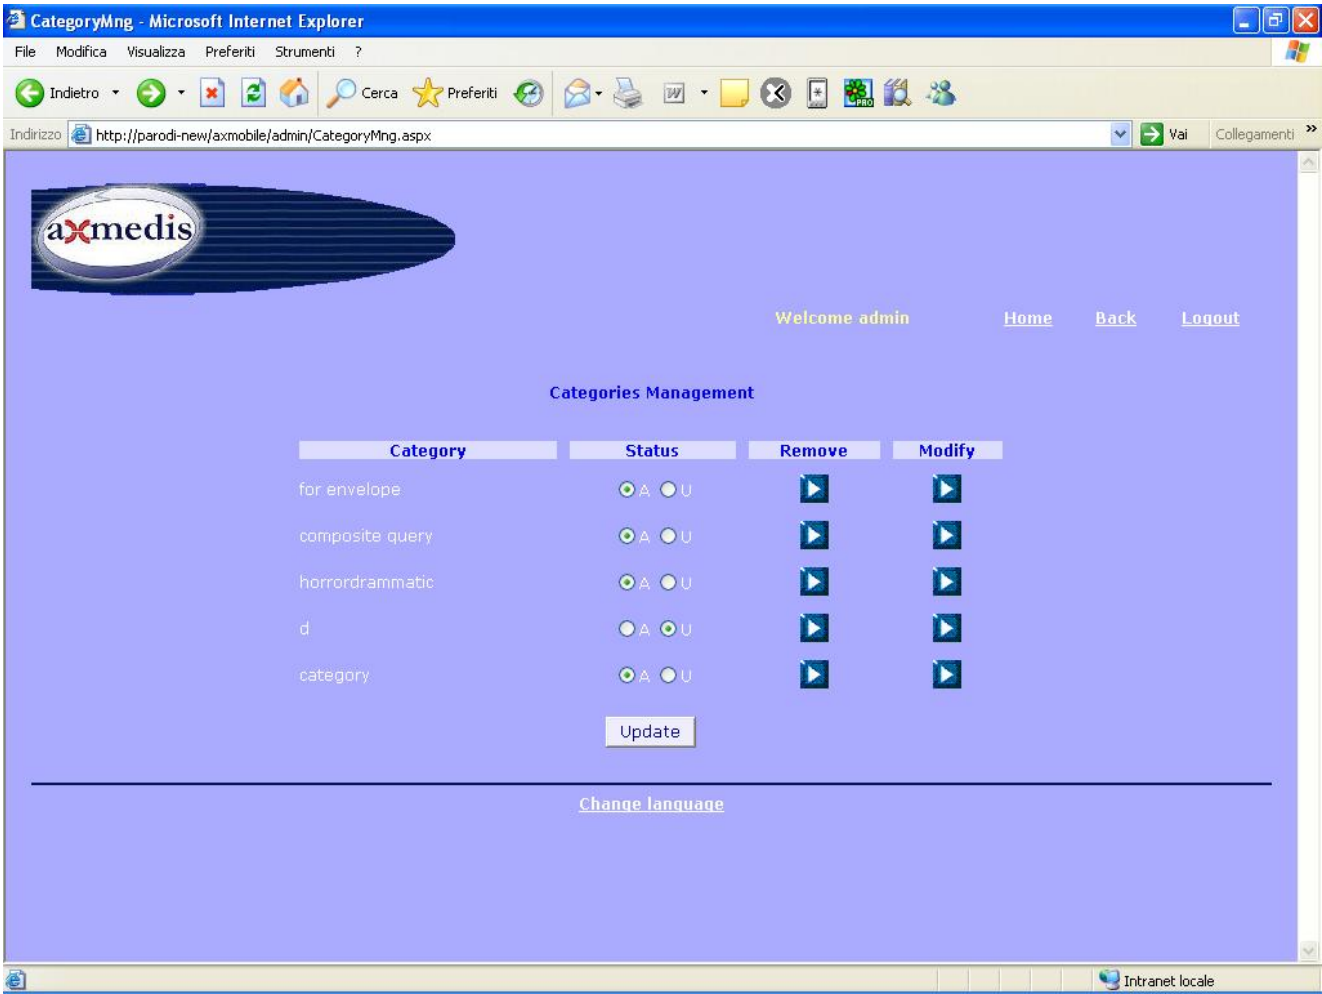 CategoryMng - Microsoft Internet Explorer
File Modifica Visualizza Preferiti Strumenti ?
Indietro Cerca Preferiti
Indirizzo http://parodi-new/axmobile/admin/CategoryMng.aspx Vai Collegamenti »
axmedis
Welcome admin Home Back Logout
Categories Management
Category Status Remove Modify
for envelope A U
composite query A U
horrordrammatic A U
d A U
category A U
Update
Change language
Intranet locale